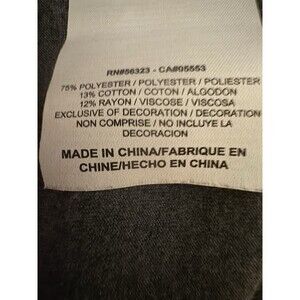 RN#56323 - CA#05553
75% POLYESTER / POLYESTER / POLIESTER
13% COTTON / COTON / ALGODON
12% RAYON / VISCOSE / VISCOSA
EXCLUSIVE OF DECORATION / DECORATION
NON COMPRISE / NO INCLUYE LA
DECORACION
MADE IN CHINA/FABRIQUE EN
CHINE/HECHO EN CHINA